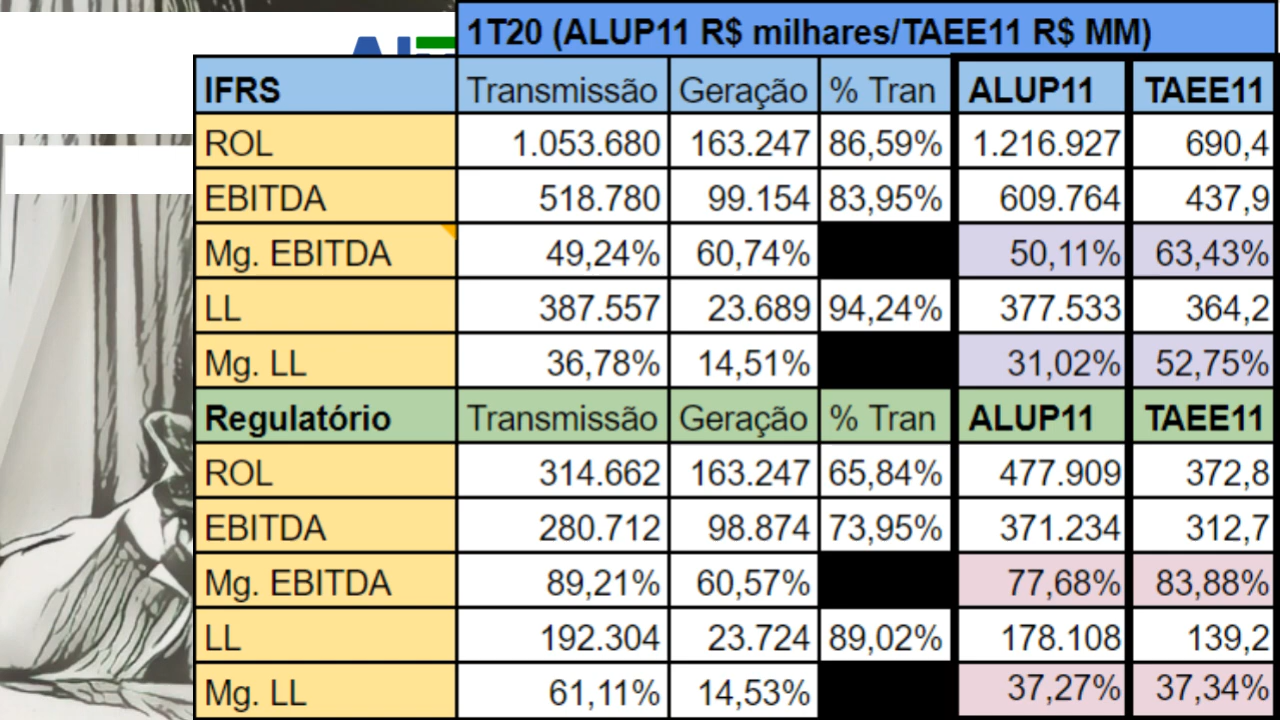 1T20 (ALUP11 R$ milhares/TAEE11 R$ MM)
IFRS Transmissão Geração % Tran ALUP11 TAEE11
ROL 1.053.680 163.247 86,59% 1.216.927 690,4
EBITDA 518.780 99.154 83,95% 609.764 437,9
Mg. EBITDA 49,24% 60,74% 50,11% 63,43%
LL 387.557 23.689 94,24% 377.533 364,2
Mg. LL 36,78% 14,51% 31,02% 52,75%
Regulatório Transmissão Geração % Tran ALUP11 TAEE11
ROL 314.662 163.247 65,84% 477.909 372,8
EBITDA 280.712 98.874 73,95% 371.234 312,7
Mg. EBITDA 89,21% 60,57% 77,68% 83,88%
LL 192.304 23.724 89,02% 178.108 139,2
Mg. LL 61,11% 14,53% 37,27% 37,34%